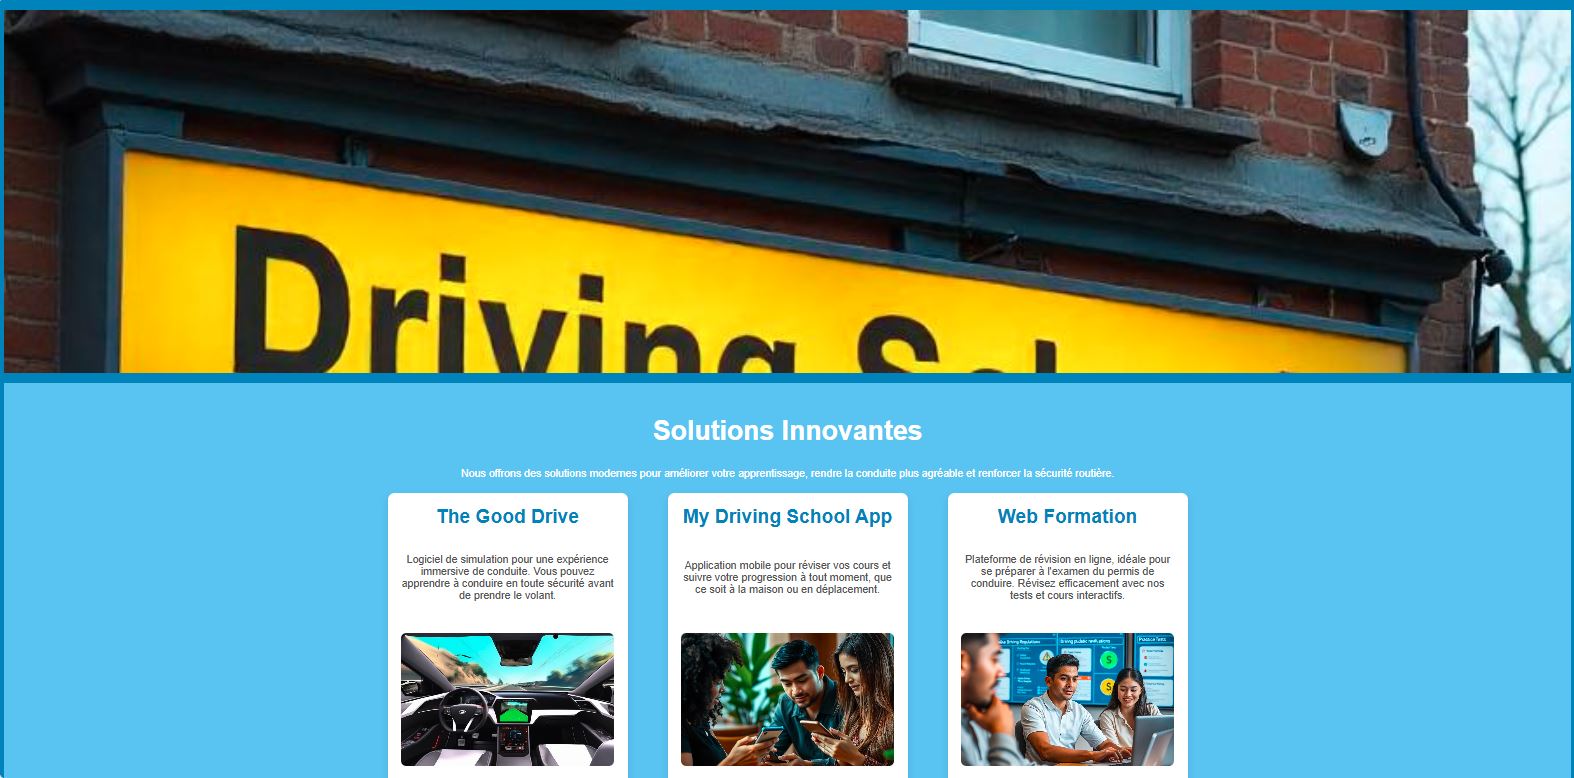 Driving
Solutions Innovantes
Nous offrons des solutions modernes pour améliorer votre apprentissage, rendre la conduite plus agréable et renforcer la sécurité routière.
The Good Drive
Logiciel de simulation pour une expérience
immersive de conduite. Vous pouvez
apprendre à conduire en toute sécurité avant
de prendre le volant.
My Driving School App
Application mobile pour réviser vos cours et
suivre votre progression à tout moment, que
ce soit à la maison ou en déplacement.
Web Formation
Plateforme de révision en ligne, idéale pour
se préparer à l'examen du permis de
conduire. Révisez efficacement avec nos
tests et cours interactifs.
Driving Regulations
Practice Tests